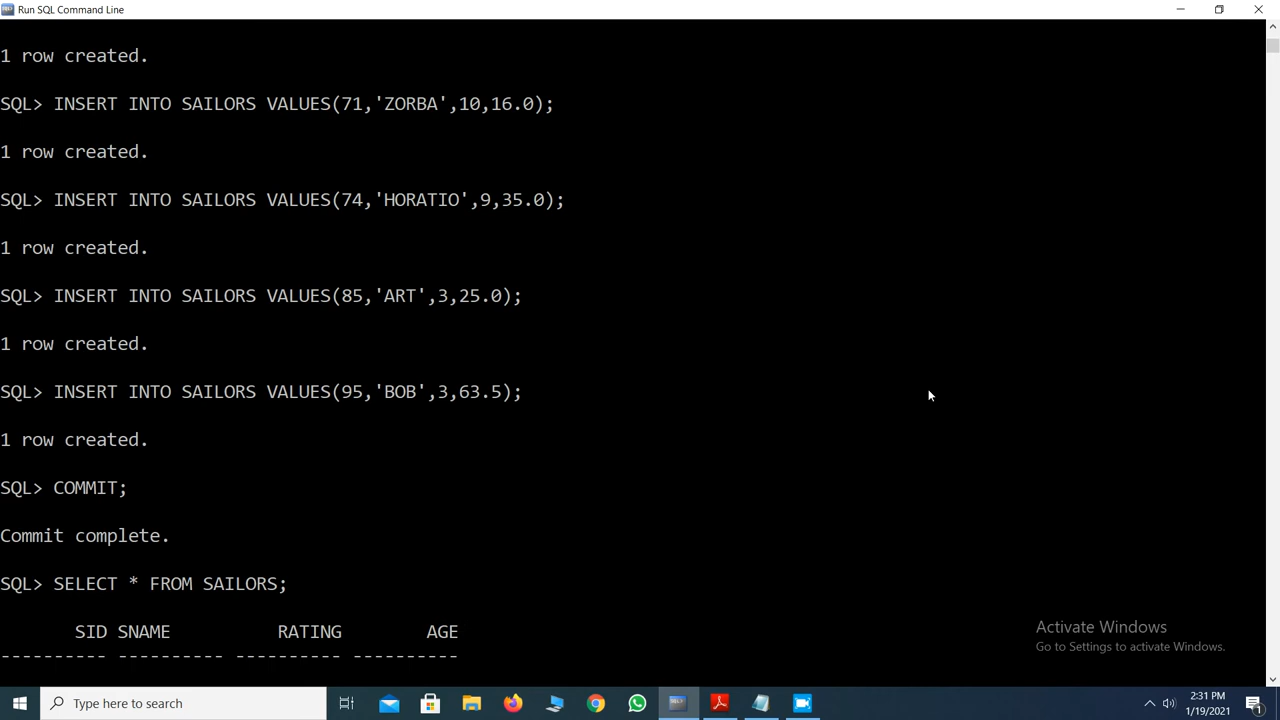 Run SQL Command Line
1 row created.
SQL> INSERT INTO SAILORS VALUES(71,'ZORBA',10,16.0);
1 row created.
SQL> INSERT INTO SAILORS VALUES(74,'HORATIO',9,35.0);
1 row created.
SQL> INSERT INTO SAILORS VALUES(85,'ART',3,25.0);
1 row created.
SQL> INSERT INTO SAILORS VALUES(95,'BOB',3,63.5);
1 row created.
SQL> COMMIT;
Commit complete.
SQL> SELECT * FROM SAILORS;
SID SNAME RATING AGE
---------- ---------- ---------- ----------
Activate Windows
Go to Settings to activate Windows.
Type here to search
2:31 PM
1/19/2021
1